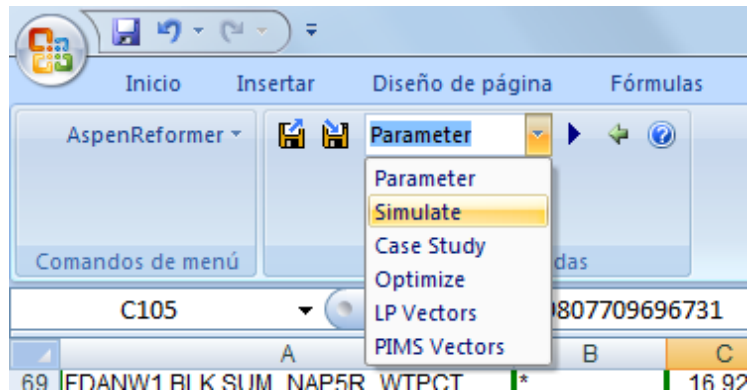 Inicio Insertar Diseño de página Fórmulas
AspenReformer Parameter
Parameter
Simulate
Case Study
Optimize
LP Vectors
PIMS Vectors
Comandos de menú das
C105 807709696731
A B C
69 FDANW1.BLK.SUM_NAP5R_WTPCT * 16.92